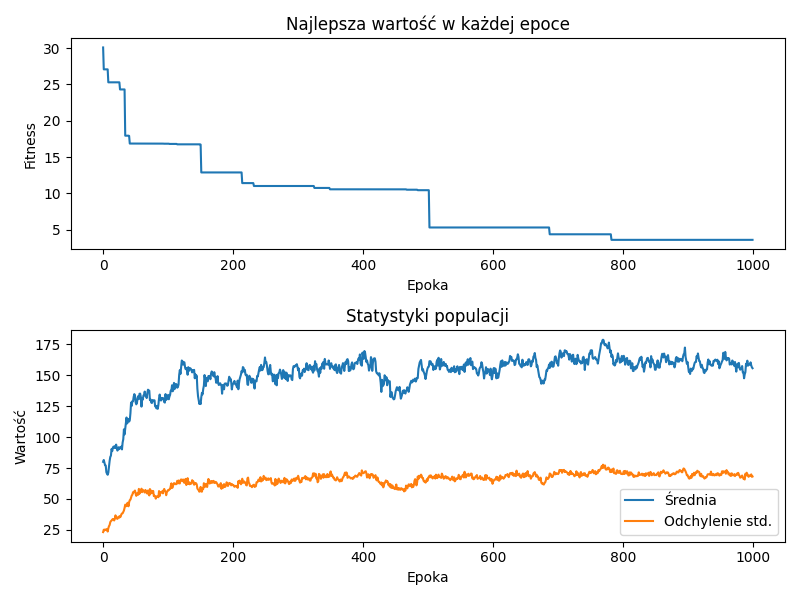 Najlepsza wartość w każdej epoce
30
25
20
15
10
5
Fitness
0 200 400 600 800 1000
Epoka
Statystyki populacji
175
150
125
100
75
50
25
Wartość
Średnia
Odchylenie std.
0 200 400 600 800 1000
Epoka